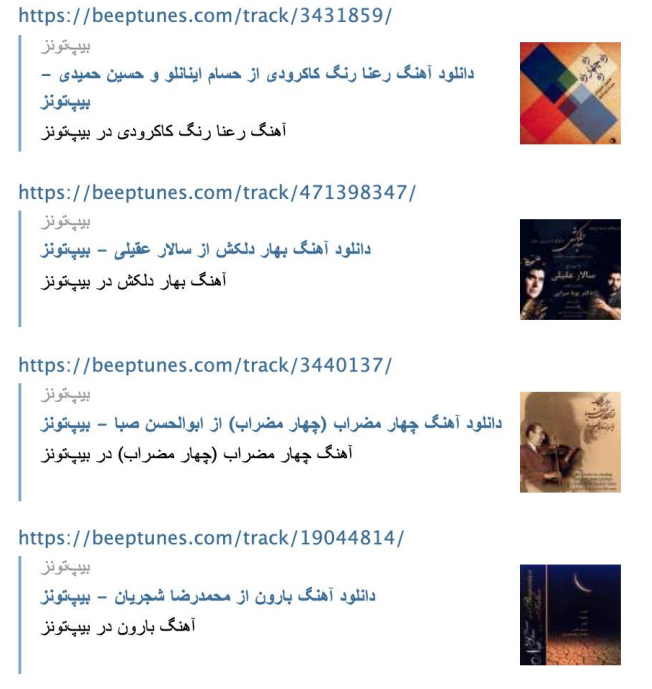 https://beeptunes.com/track/3431859/
بیپ‌تونز
دانلود آهنگ رعنا رنگ کاکرودی از حسام اینانلو و حسین حمیدی –
بیپ‌تونز
آهنگ رعنا رنگ کاکرودی در بیپ‌تونز
https://beeptunes.com/track/471398347/
بیپ‌تونز
دانلود آهنگ بهار دلکش از سالار عقیلی – بیپ‌تونز
آهنگ بهار دلکش در بیپ‌تونز
سالار عقیلی
https://beeptunes.com/track/3440137/
بیپ‌تونز
دانلود آهنگ چهار مضراب (چهار مضراب) از ابوالحسن صبا – بیپ‌تونز
آهنگ چهار مضراب (چهار مضراب) در بیپ‌تونز
https://beeptunes.com/track/19044814/
بیپ‌تونز
دانلود آهنگ بارون از محمدرضا شجریان – بیپ‌تونز
آهنگ بارون در بیپ‌تونز